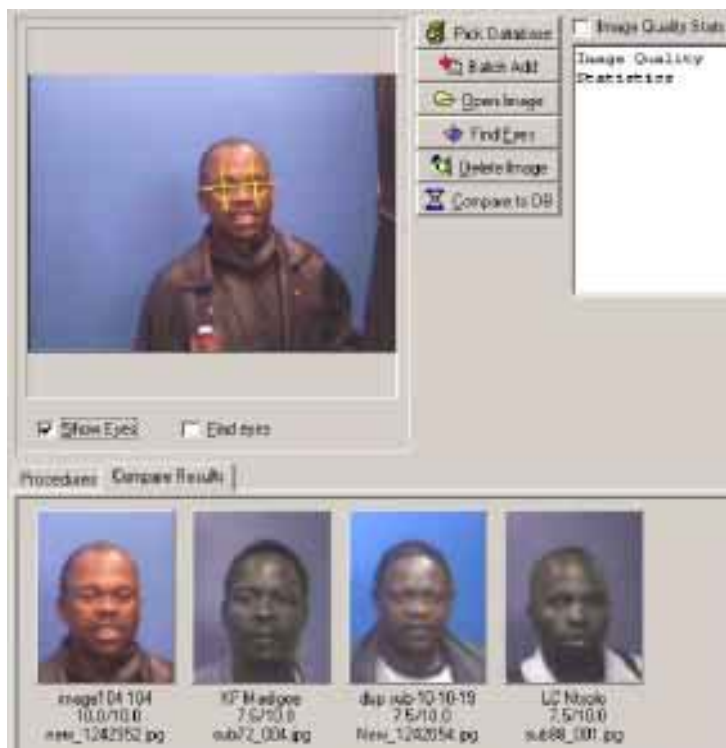 Pick Database
Batch Add
Open Image
Find Eyes
Delete Image
Compare to DB
Image Quality Stats
Image Quality
Statistics
Show Eyes
Find eyes
Procedures
Compare Results
image104 104
10.0/10.0
new_1242952.jpg
7.5/10.0
sub72_004.jpg
dup sub-10-10-19
7.5/10.0
New_1242054.jpg
7.5/10.0
sub88_001.jpg